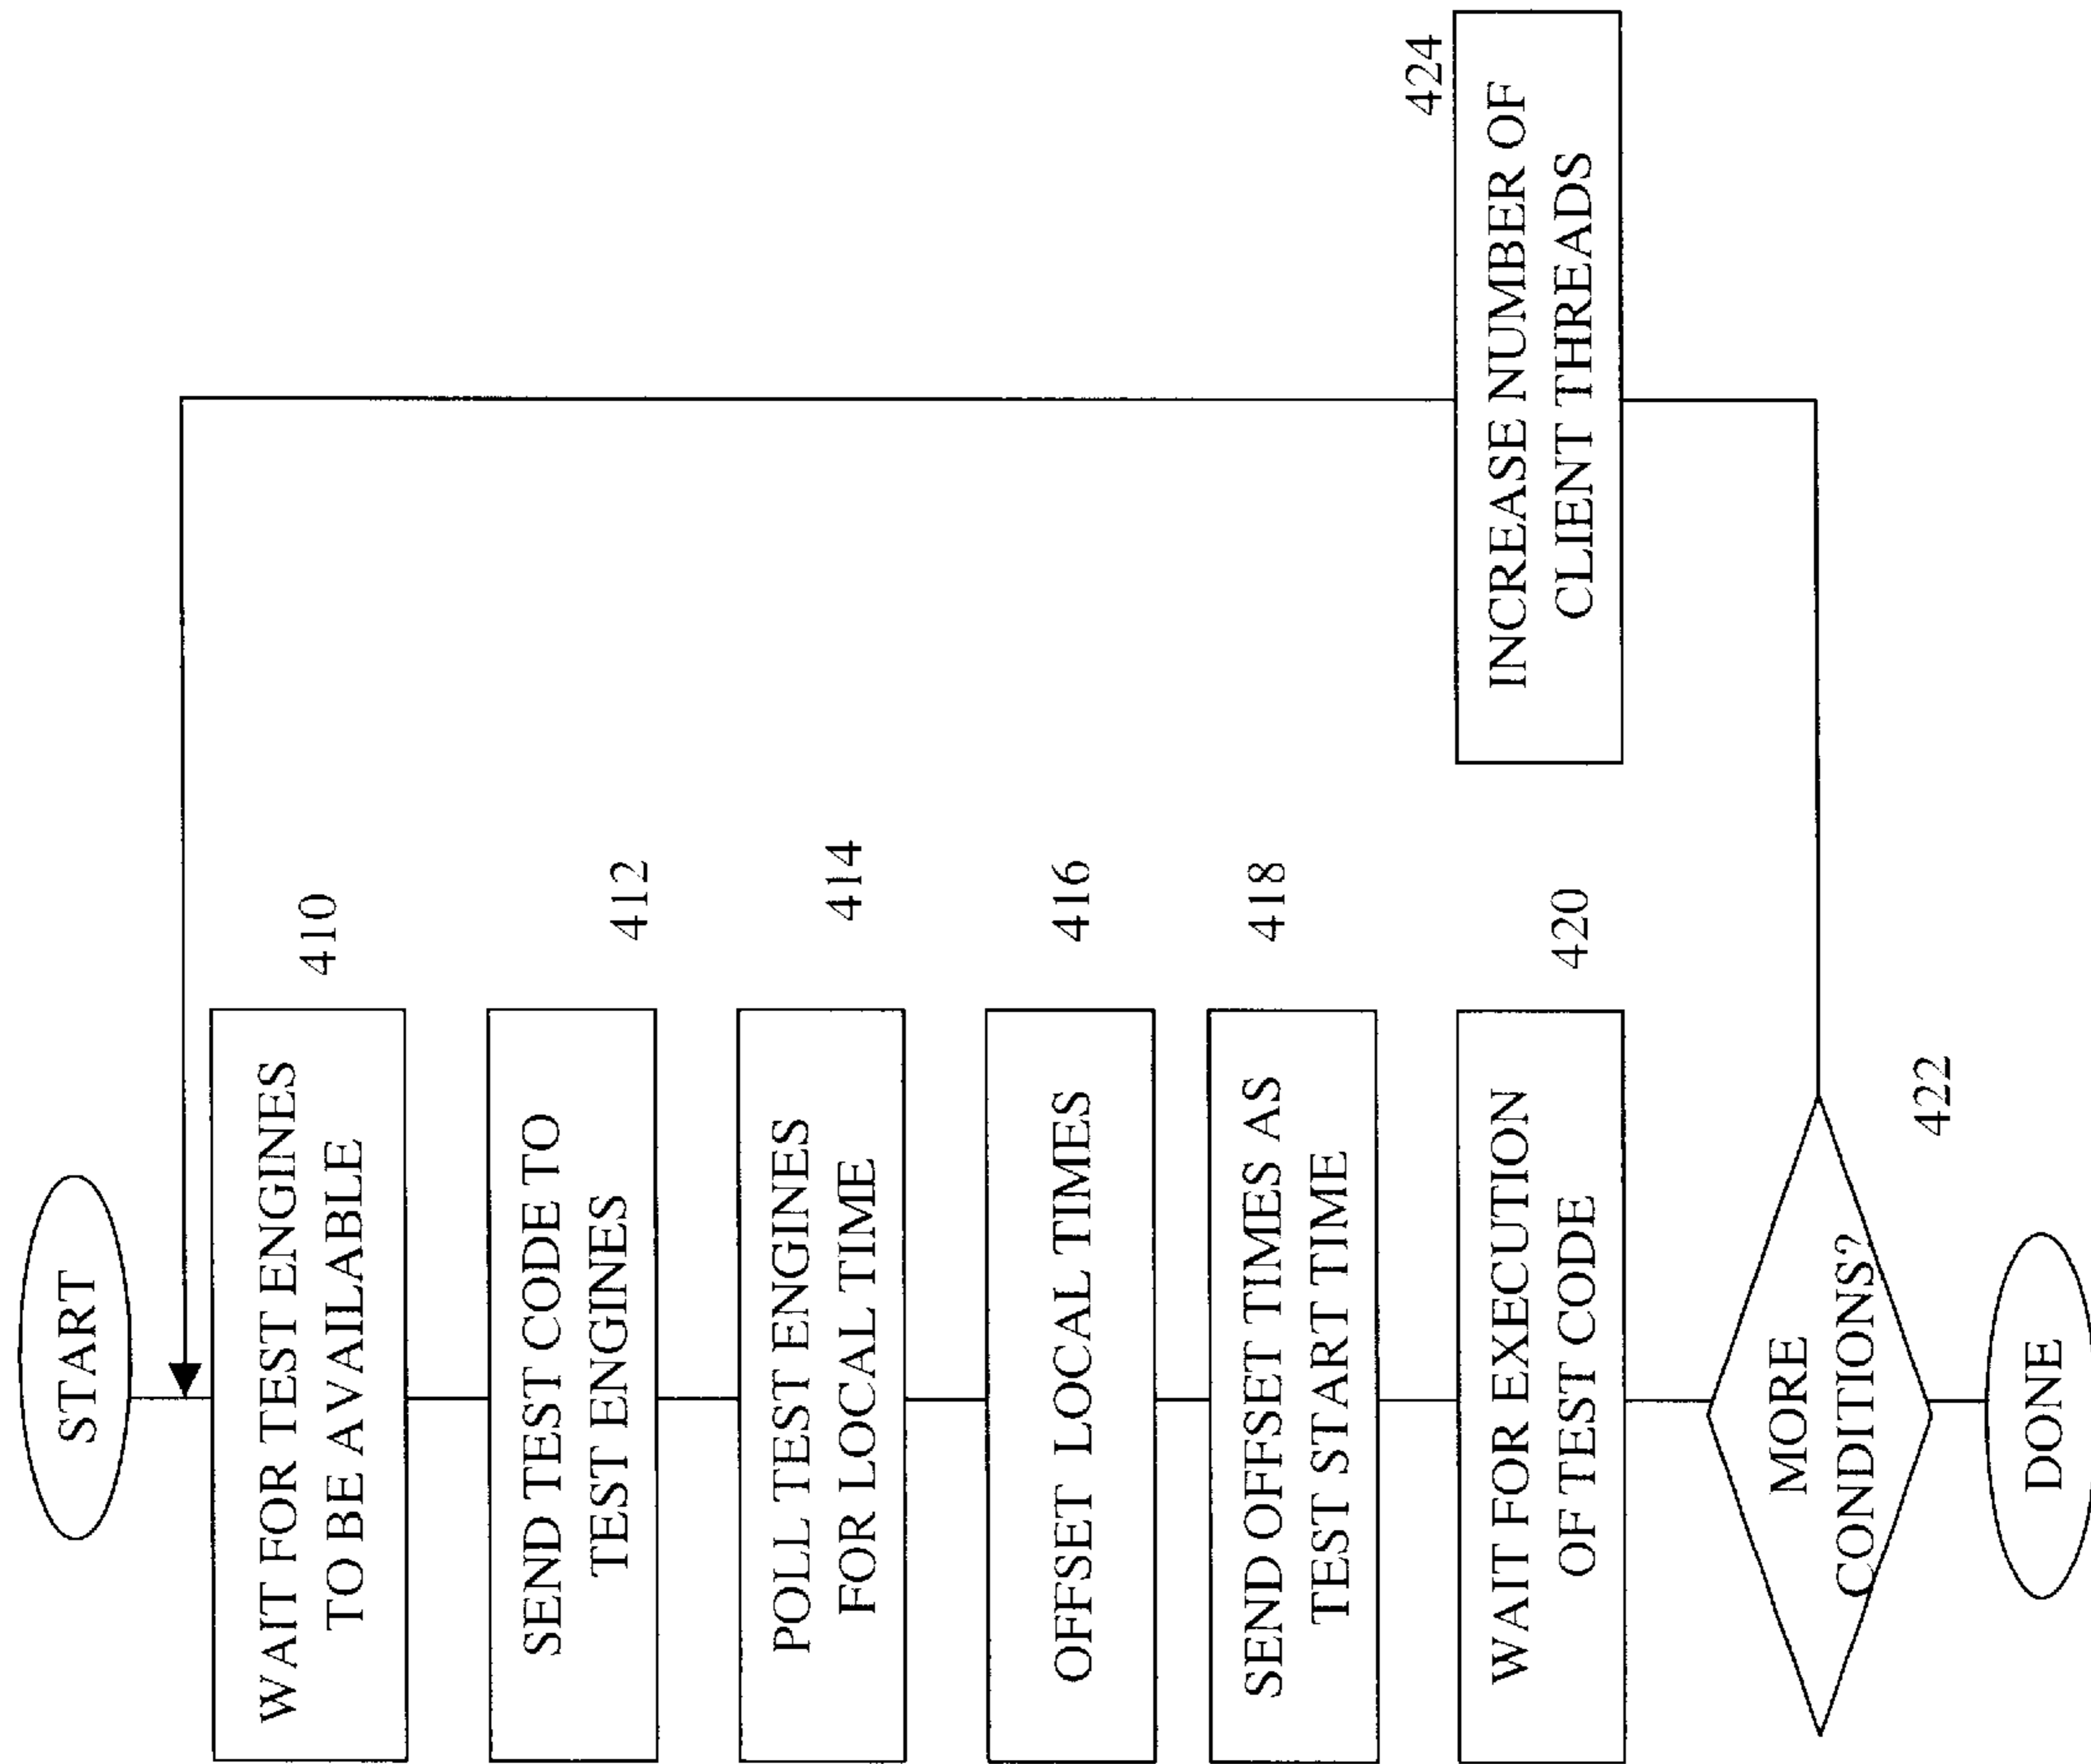 START
WAIT FOR TEST ENGINES
TO BE AVAILABLE
410
SEND TEST CODE TO
TEST ENGINES
412
POLL TEST ENGINES
FOR LOCAL TIME
414
OFFSET LOCAL TIMES
416
SEND OFFSET TIMES AS
TEST START TIME
418
WAIT FOR EXECUTION
OF TEST CODE
420
MORE
CONDITIONS?
422
INCREASE NUMBER OF
CLIENT THREADS
424
DONE